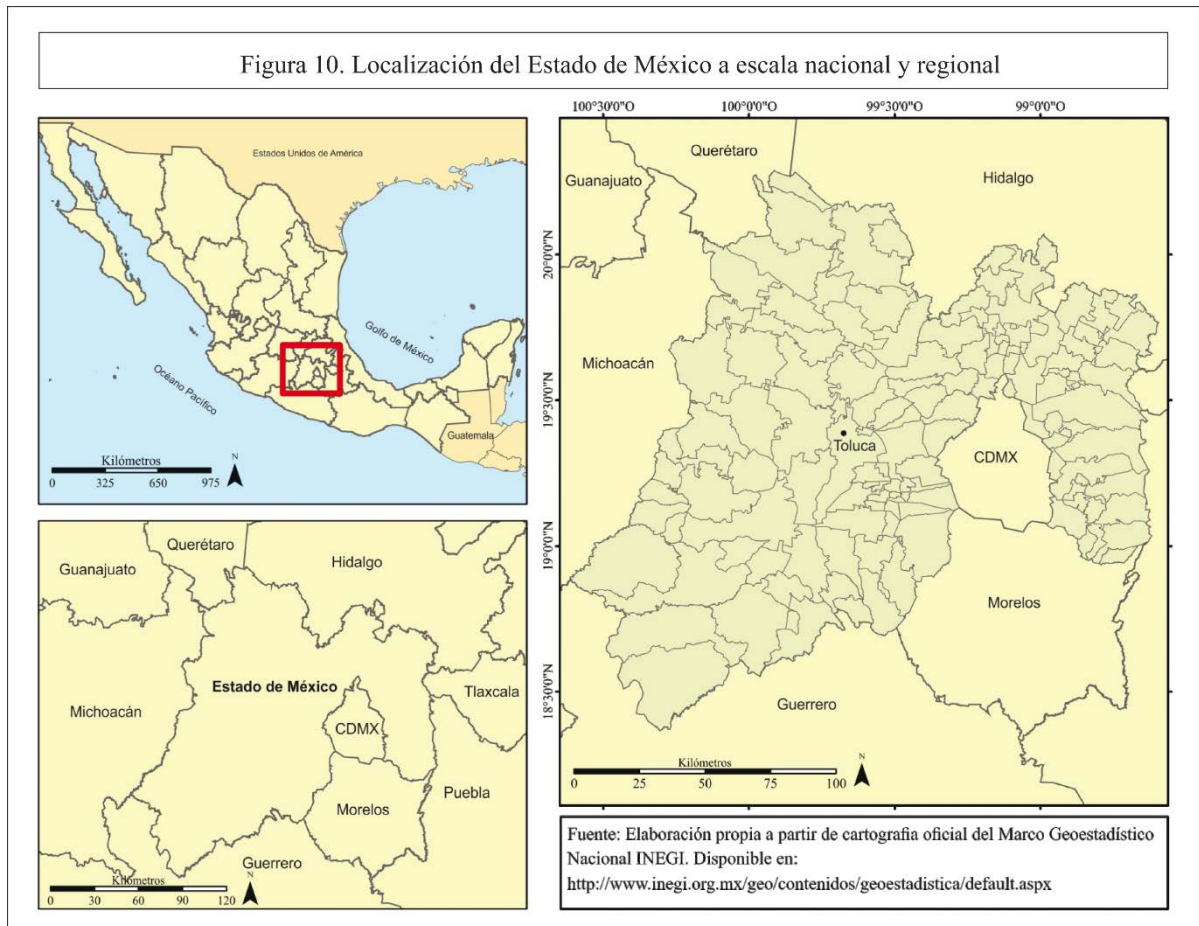 Figura 10. Localización del Estado de México a escala nacional y regional
Estados Unidos de América
Golfo de México
Océano Pacífico
Guatemala
Kilómetros
0 325 650 975
N
Querétaro
Hidalgo
Guanajuato
Estado de México
Tlaxcala
Michoacán
CDMX
Puebla
Morelos
Guerrero
Kilómetros
0 30 60 90 120
N
100°30'0"O 100°0'0"O 99°30'0"O 99°0'0"O
20°0'0"N
19°30'0"N
19°0'0"N
18°30'0"N
Querétaro
Hidalgo
Guanajuato
Michoacán
Toluca
CDMX
Morelos
Guerrero
Kilómetros
0 25 50 75 100
N
Fuente: Elaboración propia a partir de cartografia oficial del Marco Geoestadístico
Nacional INEGI. Disponible en:
http://www.inegi.org.mx/geo/contenidos/geoestadistica/default.aspx